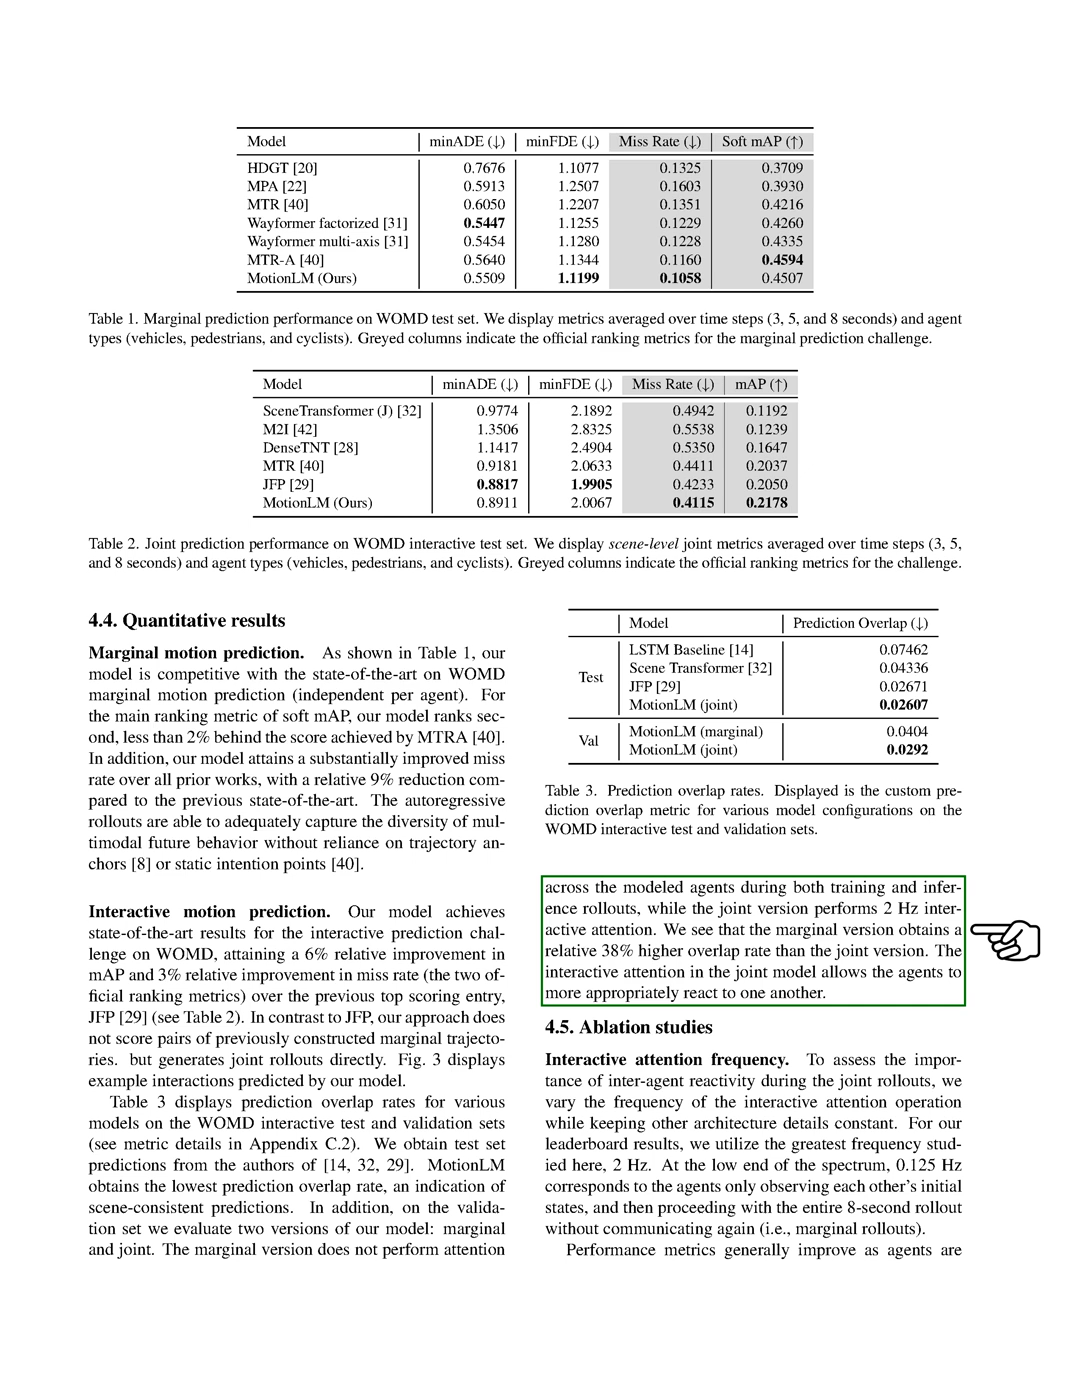 Model minADE (↓) minFDE (↓) Miss Rate (↓) Soft mAP (↑)
HDGT [20] 0.7676 1.1077 0.1325 0.3709
MPA [22] 0.5913 1.2507 0.1603 0.3930
MTR [40] 0.6050 1.2207 0.1351 0.4216
Wayformer factorized [31] 0.5447 1.1255 0.1229 0.4260
Wayformer multi-axis [31] 0.5454 1.1280 0.1228 0.4335
MTR-A [40] 0.5640 1.1344 0.1160 0.4594
MotionLM (Ours) 0.5509 1.1199 0.1058 0.4507
Table 1. Marginal prediction performance on WOMD test set. We display metrics averaged over time steps (3, 5, and 8 seconds) and agent
types (vehicles, pedestrians, and cyclists). Greyed columns indicate the official ranking metrics for the marginal prediction challenge.
Model minADE (↓) minFDE (↓) Miss Rate (↓) mAP (↑)
SceneTransformer (J) [32] 0.9774 2.1892 0.4942 0.1192
M2I [42] 1.3506 2.8325 0.5538 0.1239
DenseTNT [28] 1.1417 2.4904 0.5350 0.1647
MTR [40] 0.9181 2.0633 0.4411 0.2037
JFP [29] 0.8817 1.9905 0.4233 0.2050
MotionLM (Ours) 0.8911 2.0067 0.4115 0.2178
Table 2. Joint prediction performance on WOMD interactive test set. We display scene-level joint metrics averaged over time steps (3, 5,
and 8 seconds) and agent types (vehicles, pedestrians, and cyclists). Greyed columns indicate the official ranking metrics for the challenge.
4.4. Quantitative results
Marginal motion prediction. As shown in Table 1, our
model is competitive with the state-of-the-art on WOMD
marginal motion prediction (independent per agent). For
the main ranking metric of soft mAP, our model ranks sec-
ond, less than 2% behind the score achieved by MTRA [40].
In addition, our model attains a substantially improved miss
rate over all prior works, with a relative 9% reduction com-
pared to the previous state-of-the-art. The autoregressive
rollouts are able to adequately capture the diversity of mul-
timodal future behavior without reliance on trajectory an-
chors [8] or static intention points [40].
Interactive motion prediction. Our model achieves
state-of-the-art results for the interactive prediction chal-
lenge on WOMD, attaining a 6% relative improvement in
mAP and 3% relative improvement in miss rate (the two of-
ficial ranking metrics) over the previous top scoring entry,
JFP [29] (see Table 2). In contrast to JFP, our approach does
not score pairs of previously constructed marginal trajecto-
ries. but generates joint rollouts directly. Fig. 3 displays
example interactions predicted by our model.
Table 3 displays prediction overlap rates for various
models on the WOMD interactive test and validation sets
(see metric details in Appendix C.2). We obtain test set
predictions from the authors of [14, 32, 29]. MotionLM
obtains the lowest prediction overlap rate, an indication of
scene-consistent predictions. In addition, on the valida-
tion set we evaluate two versions of our model: marginal
and joint. The marginal version does not perform attention
Model Prediction Overlap (↓)
LSTM Baseline [14] 0.07462
Scene Transformer [32] 0.04336
Test
JFP [29] 0.02671
MotionLM (joint) 0.02607
MotionLM (marginal) 0.0404
Val
MotionLM (joint) 0.0292
Table 3. Prediction overlap rates. Displayed is the custom pre-
diction overlap metric for various model configurations on the
WOMD interactive test and validation sets.
across the modeled agents during both training and infer-
ence rollouts, while the joint version performs 2 Hz inter-
active attention. We see that the marginal version obtains a
relative 38% higher overlap rate than the joint version. The
interactive attention in the joint model allows the agents to
more appropriately react to one another.
4.5. Ablation studies
Interactive attention frequency. To assess the impor-
tance of inter-agent reactivity during the joint rollouts, we
vary the frequency of the interactive attention operation
while keeping other architecture details constant. For our
leaderboard results, we utilize the greatest frequency stud-
ied here, 2 Hz. At the low end of the spectrum, 0.125 Hz
corresponds to the agents only observing each other's initial
states, and then proceeding with the entire 8-second rollout
without communicating again (i.e., marginal rollouts).
Performance metrics generally improve as agents are